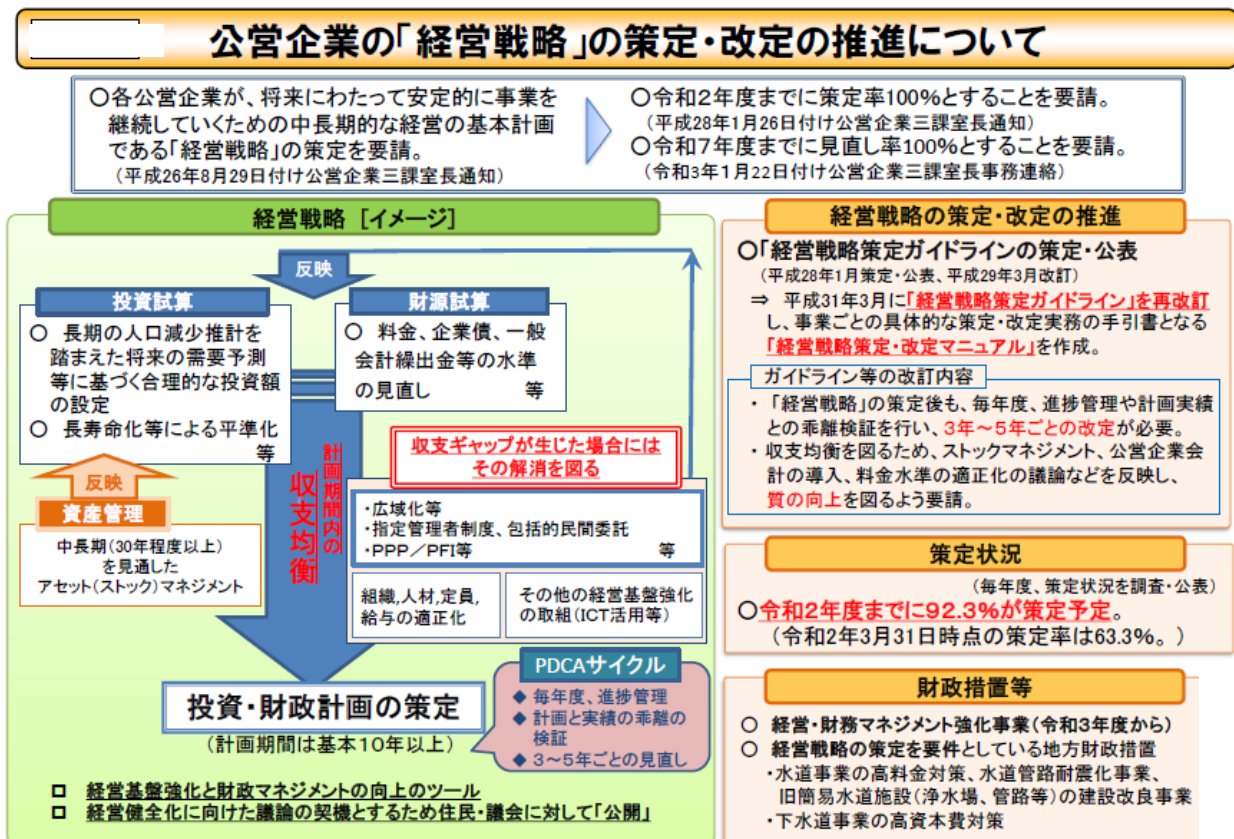 公営企業の「経営戦略」の策定・改定の推進について
○各公営企業が、将来にわたって安定的に事業を
継続していくための中長期的な経営の基本計画
である「経営戦略」の策定を要請。
(平成26年8月29日付け公営企業三課室長通知)
○令和2年度までに策定率100%とすることを要請。
(平成28年1月26日付け公営企業三課室長通知)
○令和7年度までに見直し率100%とすることを要請。
(令和3年1月22日付け公営企業三課室長事務連絡)
経営戦略 [イメージ]
反映
投資試算
○ 長期の人口減少推計を
踏まえた将来の需要予測
等に基づく合理的な投資額
の設定
○ 長寿命化等による平準化
等
財源試算
○ 料金、企業債、一般
会計繰出金等の水準
の見直し 等
反映
資産管理
中長期(30年程度以上)
を見通した
アセット(ストック)マネジメント
計画期間内の
収支均衡
収支ギャップが生じた場合には
その解消を図る
・広域化等
・指定管理者制度、包括的民間委託
・PPP/PFI等 等
組織,人材,定員,
給与の適正化
その他の経営基盤強化
の取組(ICT活用等)
投資・財政計画の策定
(計画期間は基本10年以上)
PDCAサイクル
◆ 毎年度、進捗管理
◆ 計画と実績の乖離の
検証
◆ 3~5年ごとの見直し
□ 経営基盤強化と財政マネジメントの向上のツール
□ 経営健全化に向けた議論の契機とするため住民・議会に対して「公開」
経営戦略の策定・改定の推進
○「経営戦略策定ガイドラインの策定・公表
(平成28年1月策定・公表、平成29年3月改訂)
⇒ 平成31年3月に「経営戦略策定ガイドライン」を再改訂
し、事業ごとの具体的な策定・改定実務の手引書となる
「経営戦略策定・改定マニュアル」を作成。
ガイドライン等の改訂内容
・ 「経営戦略」の策定後も、毎年度、進捗管理や計画実績
との乖離検証を行い、3年~5年ごとの改定が必要。
・ 収支均衡を図るため、ストックマネジメント、公営企業会
計の導入、料金水準の適正化の議論などを反映し、
質の向上を図るよう要請。
策定状況
(毎年度、策定状況を調査・公表)
○令和2年度までに92.3%が策定予定。
(令和2年3月31日時点の策定率は63.3%。)
財政措置等
○ 経営・財務マネジメント強化事業(令和3年度から)
○ 経営戦略の策定を要件としている地方財政措置
・水道事業の高料金対策、水道管路耐震化事業、
旧簡易水道施設(浄水場、管路等)の建設改良事業
・下水道事業の高資本費対策